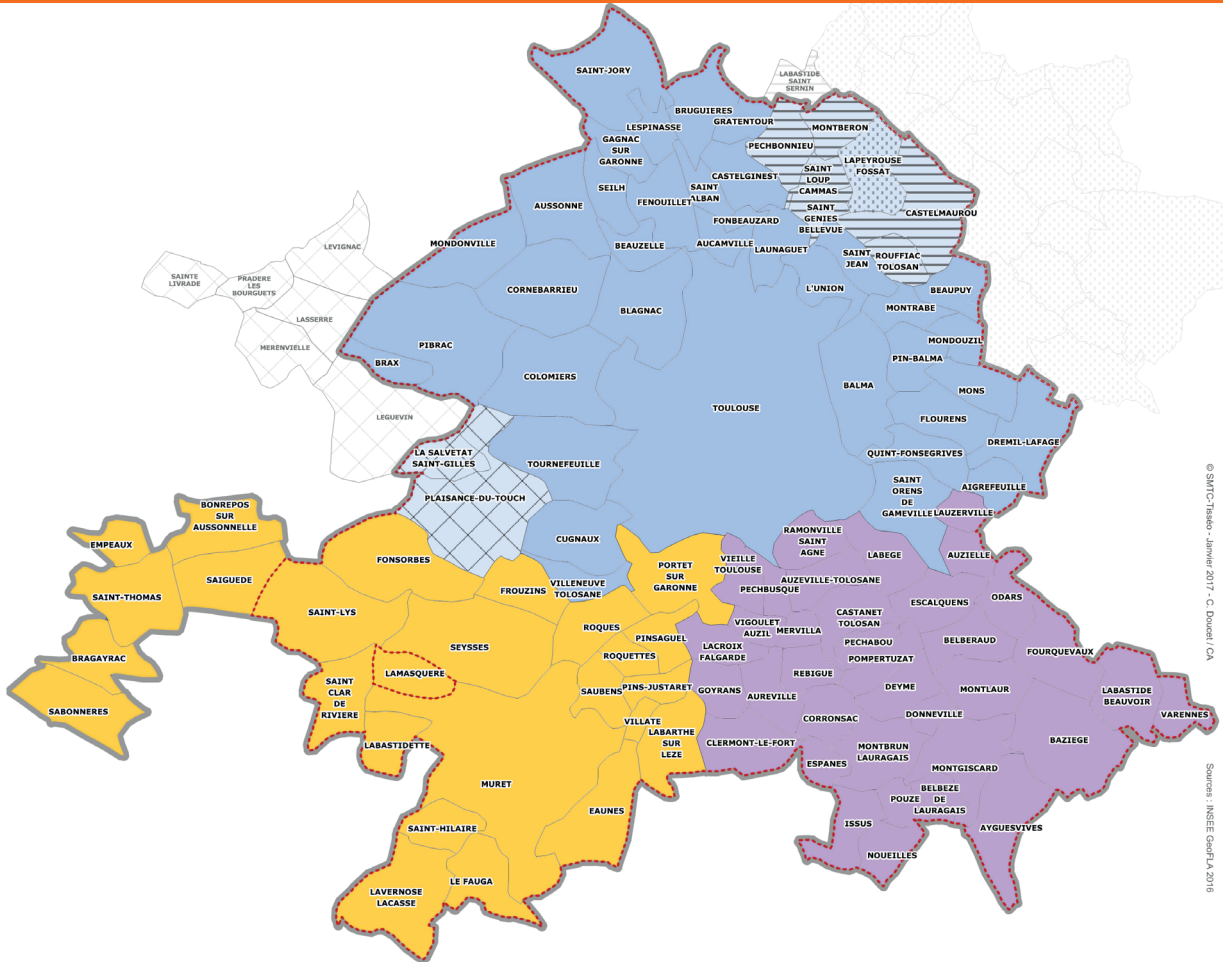 SAINT-JORY
LABASTIDE
SAINT
SERNIN
BRUGUIERES
GRATENTOUR
LESPINASSE
MONTBERON
GAGNAC
SUR
GARONNE
PECHBONNIEU
LAPEYROUSE
FOSSAT
SAINT
LOUP
CAMMAS
CASTELGINEST
SEILH
SAINT
ALBAN
FENOUILLET
AUSSONNE
SAINT
GENIES
BELLEVUE
CASTELMAUROU
FONBEAUZARD
MONDONVILLE
LEVIGNAC
BEAUZELLE
AUCAMVILLE
LAUNAGUET
SAINT
JEAN
ROUFFIAC
TOLOSAN
SAINTE
LIVRADE
PRADERE
LES
BOURGUETS
CORNEBARRIEU
L'UNION
BEAUPUY
BLAGNAC
MONTRABE
LASSERRE
MERENVIELLE
PIBRAC
MONDOUZIL
BRAX
PIN-BALMA
COLOMIERS
BALMA
MONS
TOULOUSE
LEGUEVIN
FLOURENS
DREMIL-LAFAGE
LA SALVETAT
SAINT-GILLES
TOURNEFEUILLE
QUINT-FONSEGRIVES
PLAISANCE-DU-TOUCH
SAINT
ORENS
DE
GAMEVILLE
AIGREFEUILLE
LAUZERVILLE
BONREPOS
SUR
AUSSONNELLE
EMPEAUX
FONSORBES
CUGNAUX
RAMONVILLE
SAINT
AGNE
LABEGE
AUZIELLE
VIEILLE
TOULOUSE
PORTET
SUR
GARONNE
SAIGUEDE
SAINT-THOMAS
FROUZINS
VILLENEUVE
TOLOSANE
PECHBUSQUE
AUZEVILLE-TOLOSANE
ODARS
ESCALQUENS
SAINT-LYS
CASTANET
TOLOSAN
VIGOULET
AUZIL
MERVILLA
ROQUES
PINSAGUEL
PECHABOU
BELBERAUD
SEYSSES
LACROIX
FALGARDE
FOURQUEVAUX
BRAGAYRAC
ROQUETTES
POMPERTUZAT
LAMASQUERE
REBIGUE
SAINT
CLAR
DE
RIVIERE
SAUBENS
PINS-JUSTARET
GOYRANS
AUREVILLE
DEYME
MONTLAUR
LABASTIDE
BEAUVOIR
SABONNERES
VARENNES
CORRONSAC
DONNEVILLE
VILLATE
LABARTHE
SUR
LEZE
BAZIEGE
LABASTIDETTE
CLERMONT-LE-FORT
ESPANES
MONTBRUN
LAURAGAIS
MONTGISCARD
MURET
BELBEZE
DE
LAURAGAIS
POUZE
EAUNES
ISSUS
AYGUESVIVES
SAINT-HILAIRE
NOUEILLES
LE FAUGA
LAVERNOSE
LACASSE
© SMTC-Tisséo - Janvier 2017 - C. Doucet / CA
Sources : INSEE GeoFLA 2016